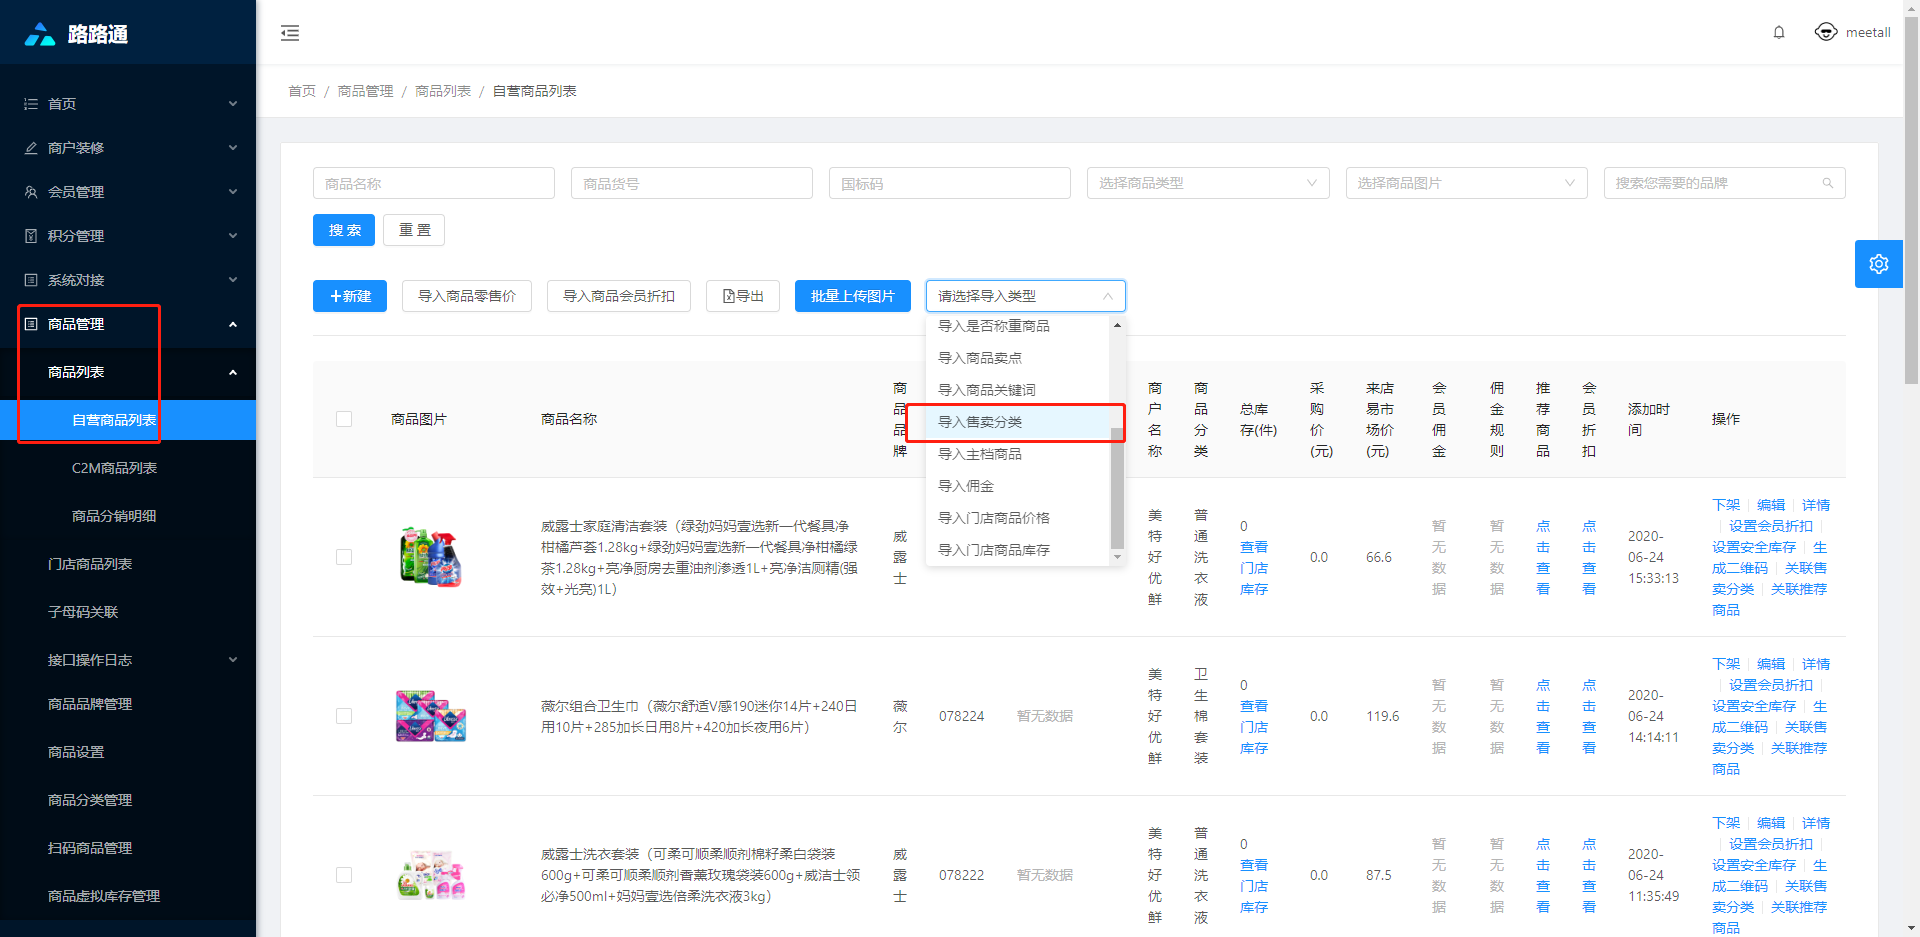 路路通
meetall
首页
商户装修
会员管理
积分管理
系统对接
商品管理
商品列表
自营商品列表
C2M商品列表
商品分销明细
门店商品列表
子母码关联
接口操作日志
商品品牌管理
商品设置
商品分类管理
扫码商品管理
商品虚拟库存管理
首页 / 商品管理 / 商品列表 / 自营商品列表
商品名称
商品货号
国标码
选择商品类型
选择商品图片
搜索您需要的品牌
搜 索
重 置
+新建
导入商品零售价
导入商品会员折扣
导出
批量上传图片
请选择导入类型
导入是否称重商品
导入商品卖点
导入商品关键词
导入售卖分类
导入主档商品
导入佣金
导入门店商品价格
导入门店商品库存
商品图片
商品名称
商
品
品
牌
商
户
名
称
商
品
分
类
总库
存(件)
采
购
价
(元)
来店
易市
场价
(元)
会
员
佣
金
佣
金
规
则
推
荐
商
品
会
员
折
扣
添加时
间
操作
威露士家庭清洁套装（绿劲妈妈壹选新一代餐具净
柑橘芦荟1.28kg+绿劲妈妈壹选新一代餐具净柑橘绿
茶1.28kg+亮净厨房去重油剂渗透1L+亮净洁厕精(强
效+光亮)1L）
威
露
士
美
特
好
优
鲜
普
通
洗
衣
液
0
查看
门店
库存
0.0
66.6
暂
无
数
据
暂
无
数
据
点
击
查
看
点
击
查
看
2020-
06-24
15:33:13
下架 编辑 详情
设置会员折扣
设置安全库存 生
成二维码 关联售
卖分类 关联推荐
商品
薇尔组合卫生巾（薇尔舒适V感190迷你14片+240日
用10片+285加长日用8片+420加长夜用6片）
薇
尔
078224
暂无数据
美
特
好
优
鲜
卫
生
棉
套
装
0
查看
门店
库存
0.0
119.6
暂
无
数
据
暂
无
数
据
点
击
查
看
点
击
查
看
2020-
06-24
14:14:11
下架 编辑 详情
设置会员折扣
设置安全库存 生
成二维码 关联售
卖分类 关联推荐
商品
威露士洗衣套装（可柔可顺柔顺剂棉籽柔白袋装
600g+可柔可顺柔顺剂香薰玫瑰袋装600g+威洁士领
必净500ml+妈妈壹选倍柔洗衣液3kg）
威
露
士
078222
暂无数据
美
特
好
优
鲜
普
通
洗
衣
液
0
查看
门店
库存
0.0
87.5
暂
无
数
据
暂
无
数
据
点
击
查
看
点
击
查
看
2020-
06-24
11:35:49
下架 编辑 详情
设置会员折扣
设置安全库存 生
成二维码 关联售
卖分类 关联推荐
商品